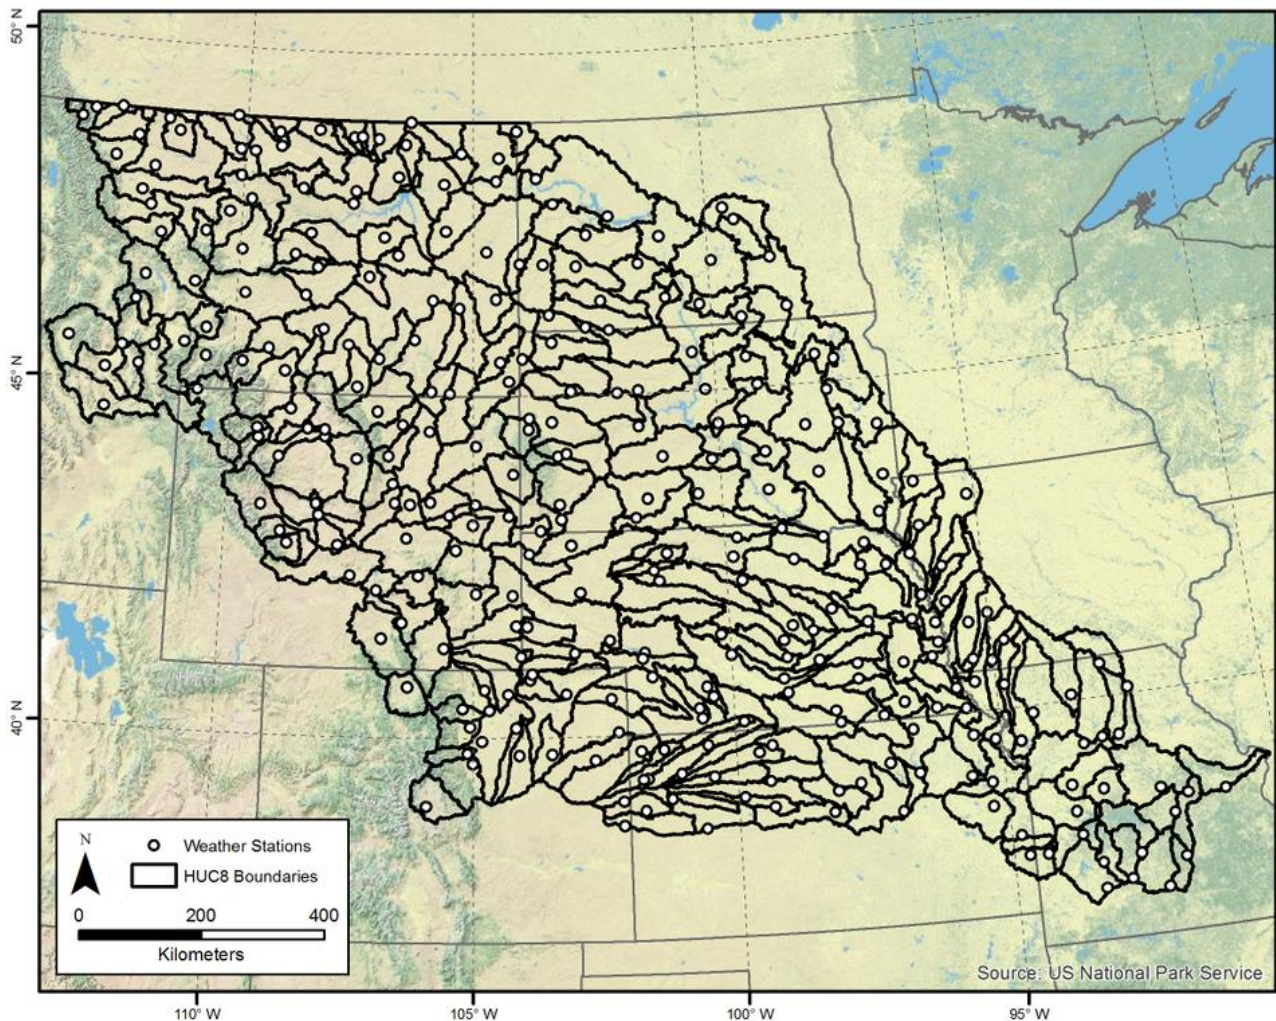 50° N
45° N
40° N
N
Weather Stations
HUC8 Boundaries
0 200 400
Kilometers
Source: US National Park Service
110° W 105° W 100° W 95° W